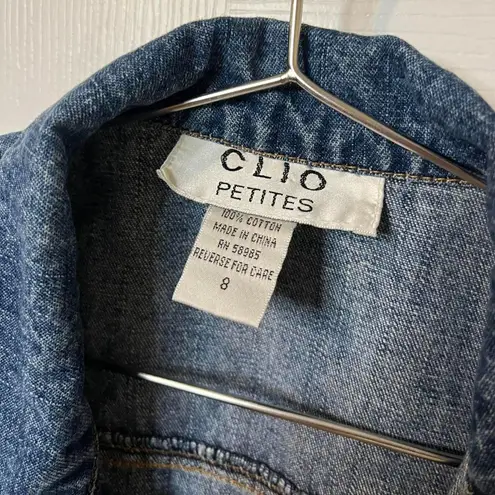 CLIO
PETITES
100% COTTON
MADE IN CHINA
RN 58985
REVERSE FOR CARE
8